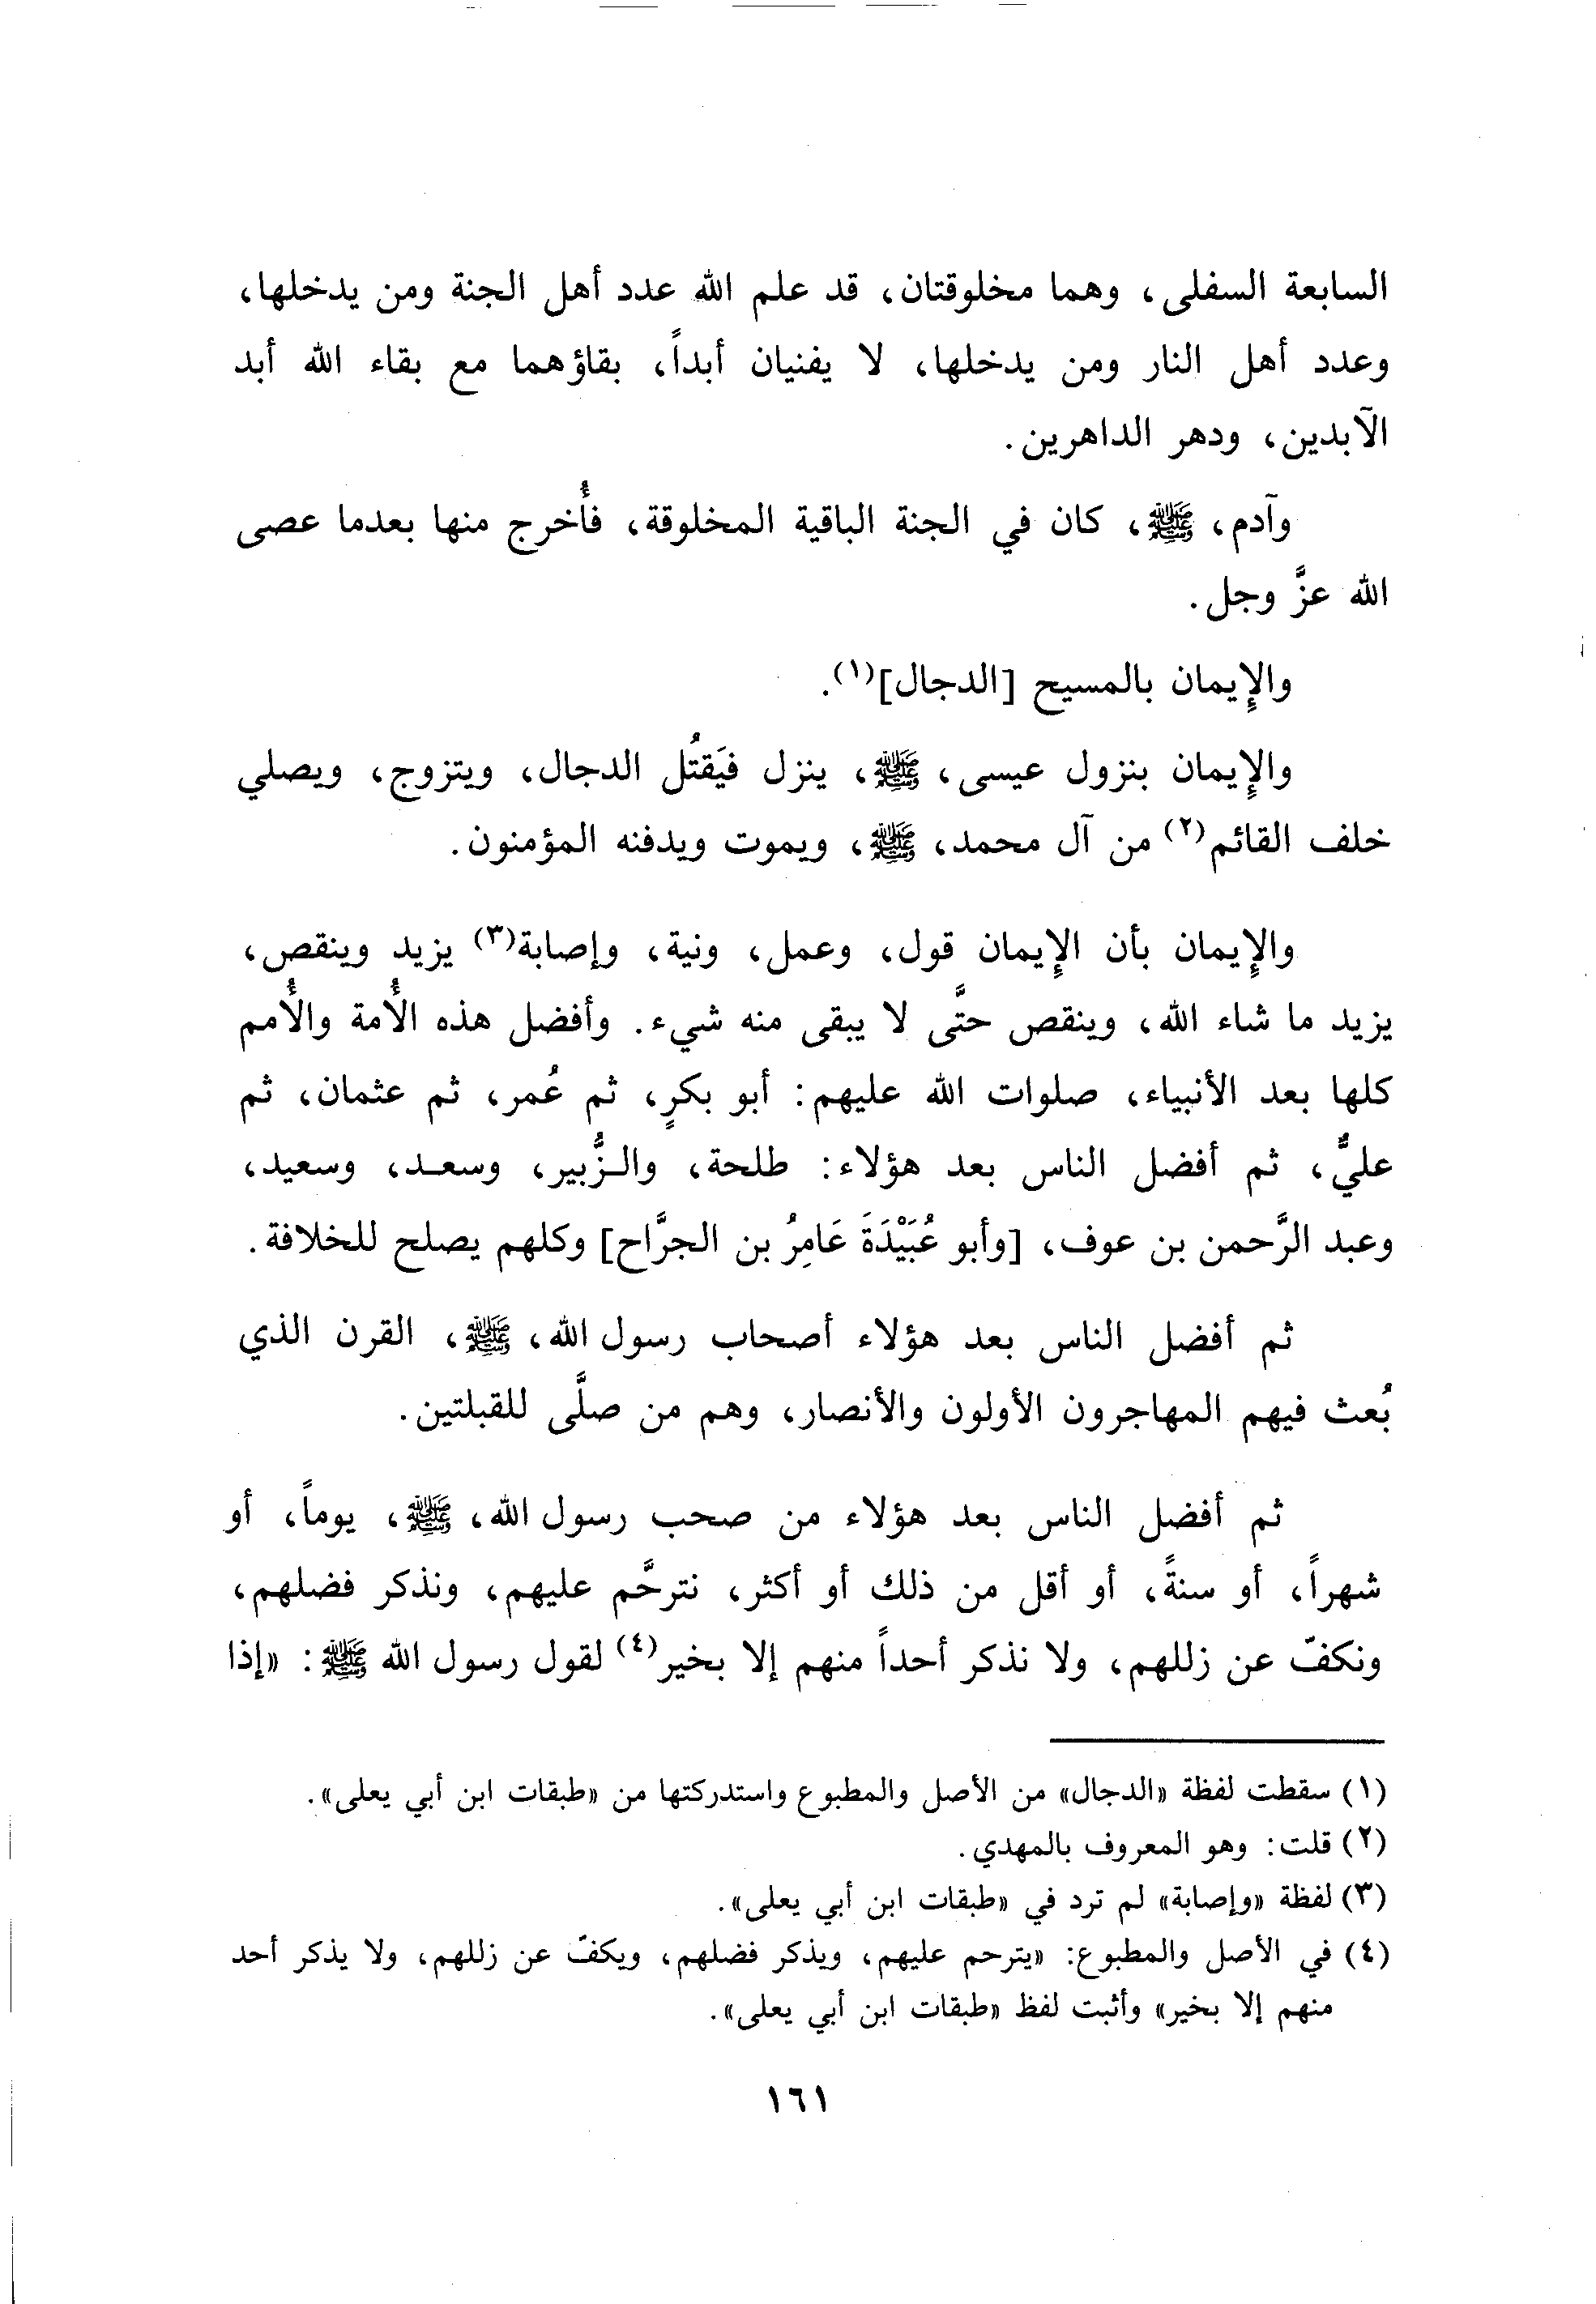 السابعة السفلى، وهما مخلوقتان، قد علم الله عدد أهل الجنة ومن يدخلها،
وعدد أهل النار ومن يدخلها، لا يفنيان أبداً، بقاؤهما مع بقاء الله أبد
الآبدين، ودهر الداهرين.
وآدم، ﷺ، كان في الجنة الباقية المخلوقة، فأُخرج منها بعدما عصى
الله عزَّ وجل.
والإِيمان بالمسيح [الدجال](١).
والإِيمان بنزول عيسى، ﷺ، ينزل فيَقتُل الدجال، ويتزوج، ويصلي
خلف القائم(٢) من آل محمد، ﷺ، ويموت ويدفنه المؤمنون.
والإِيمان بأن الإِيمان قول، وعمل، ونية، وإصابة(٣) يزيد وينقص،
يزيد ما شاء الله، وينقص حتَّى لا يبقى منه شيء. وأفضل هذه الأُمة والأُمم
كلها بعد الأنبياء، صلوات الله عليهم: أبو بكرٍ، ثم عُمر، ثم عثمان، ثم
عليٌّ، ثم أفضل الناس بعد هؤلاء: طلحة، والـزُّبير، وسعـد، وسعيد،
وعبد الرَّحمن بن عوف، [وأبو عُبَيْدَةَ عَامِرُ بن الجرَّاح] وكلهم يصلح للخلافة.
ثم أفضل الناس بعد هؤلاء أصحاب رسول الله، ﷺ، القرن الذي
بُعث فيهم المهاجرون الأولون والأنصار، وهم من صلَّى للقبلتين.
ثم أفضل الناس بعد هؤلاء من صحب رسول الله، ﷺ، يوماً، أو
شهراً، أو سنةً، أو أقل من ذلك أو أكثر، نترحَّم عليهم، ونذكر فضلهم،
ونكفّ عن زللهم، ولا نذكر أحداً منهم إلا بخير(٤) لقول رسول الله ﷺ: «إذا
(١) سقطت لفظة «الدجال» من الأصل والمطبوع واستدركتها من «طبقات ابن أبي يعلى».
(٢) قلت: وهو المعروف بالمهدي.
(٣) لفظة «وإصابة» لم ترد في «طبقات ابن أبي يعلى».
(٤) في الأصل والمطبوع: «يترحم عليهم، ويذكر فضلهم، ويكفّ عن زللهم، ولا يذكر أحد
منهم إلا بخير» وأثبت لفظ «طبقات ابن أبي يعلى».
١٦١